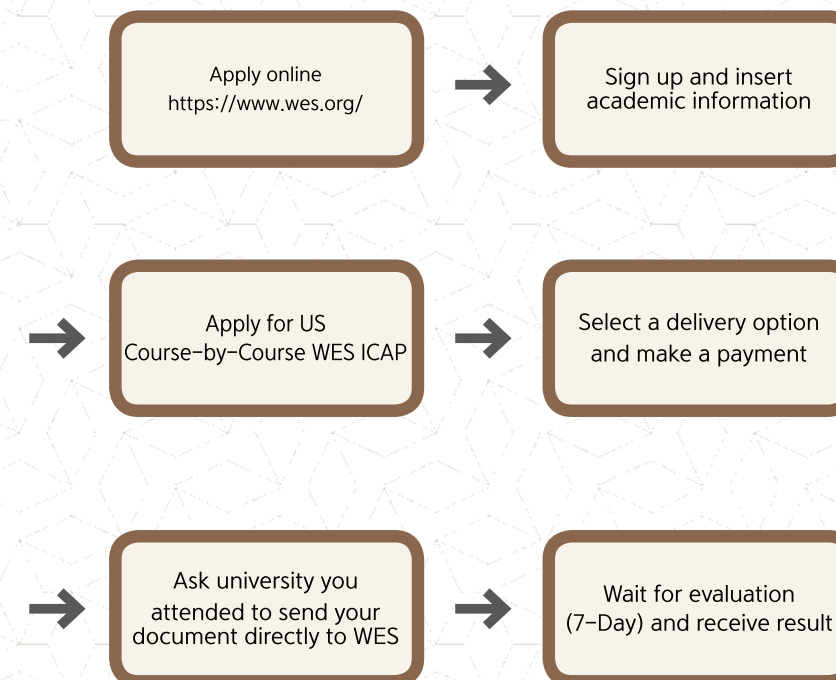 Apply online
https://www.wes.org/
Sign up and insert
academic information
Apply for US
Course-by-Course WES ICAP
Select a delivery option
and make a payment
Ask university you
attended to send your
document directly to WES
Wait for evaluation
(7-Day) and receive result